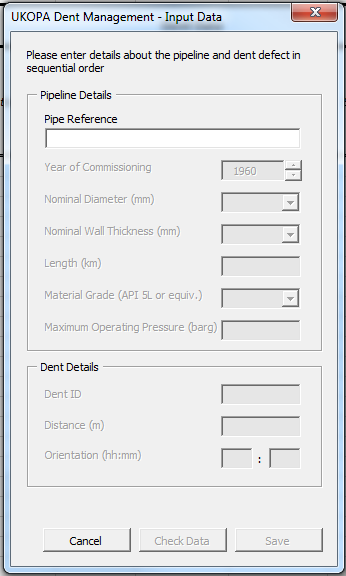 UKOPA Dent Management - Input Data
Please enter details about the pipeline and dent defect in
sequential order
Pipeline Details
Pipe Reference
Year of Commissioning
1960
Nominal Diameter (mm)
Nominal Wall Thickness (mm)
Length (km)
Material Grade (API 5L or equiv.)
Maximum Operating Pressure (barg)
Dent Details
Dent ID
Distance (m)
Orientation (hh:mm)
:
Cancel
Check Data
Save